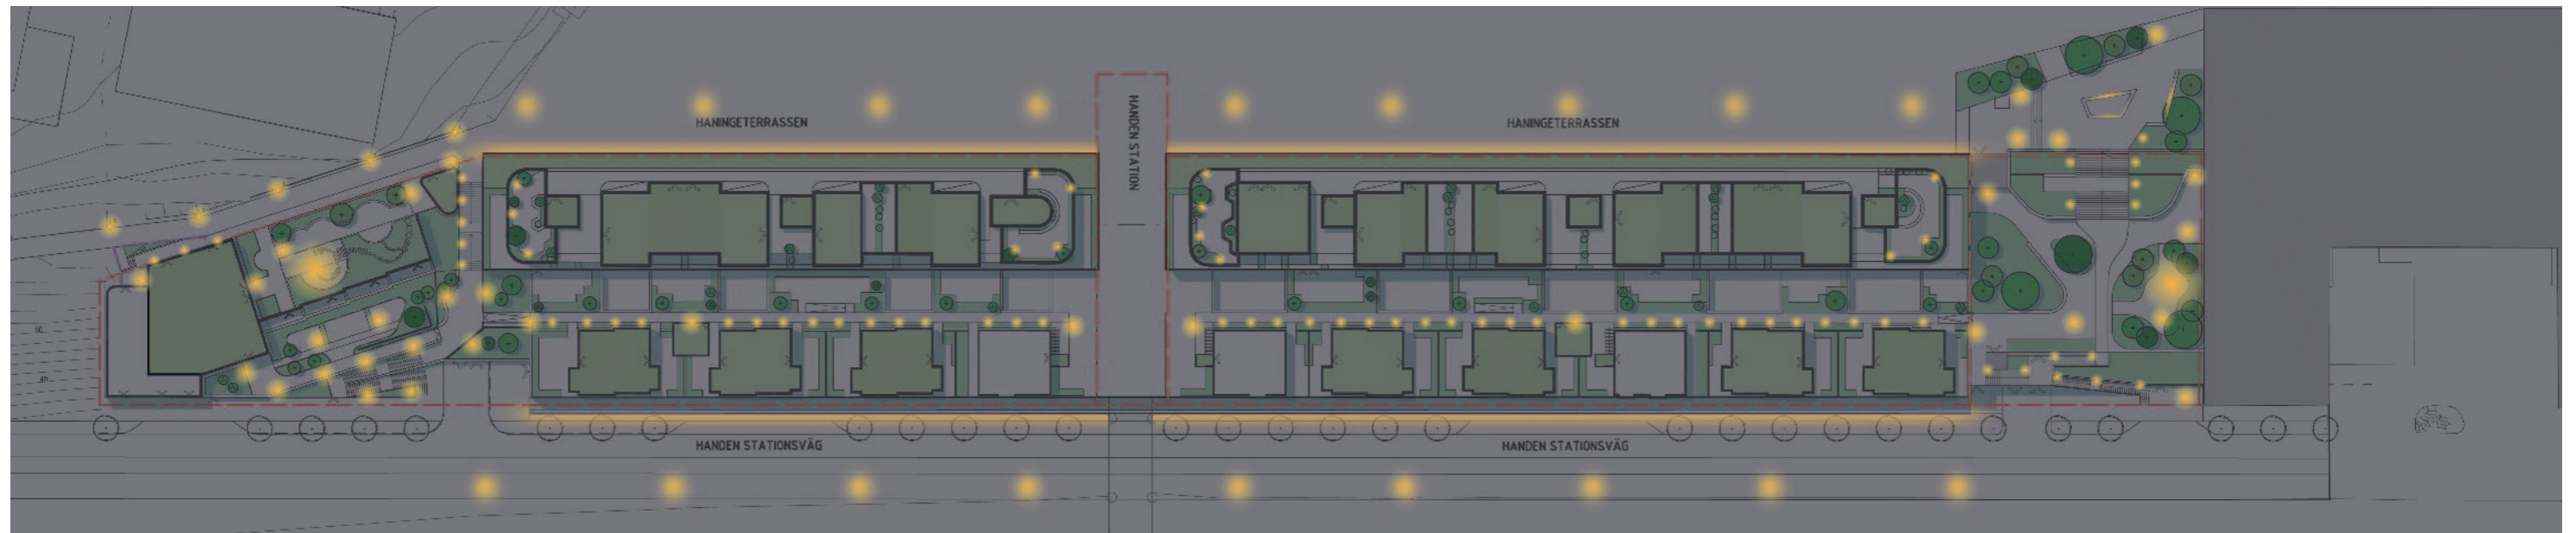 HANINGETERRASSEN
HANDEN STATION
HANINGETERRASSEN
HANDEN STATIONSVÄG
HANDEN STATIONSVÄG